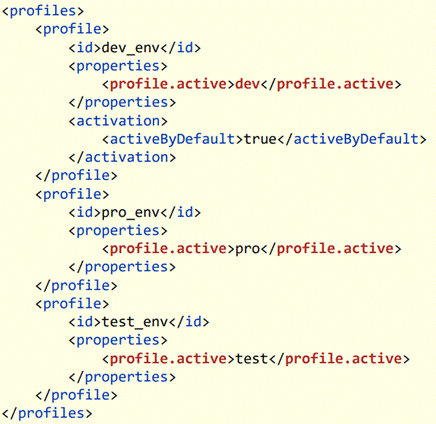 <profiles>
    <profile>
        <id>dev_env</id>
        <properties>
            <profile.active>dev</profile.active>
        </properties>
        <activation>
            <activeByDefault>true</activeByDefault>
        </activation>
    </profile>
    <profile>
        <id>pro_env</id>
        <properties>
            <profile.active>pro</profile.active>
        </properties>
    </profile>
    <profile>
        <id>test_env</id>
        <properties>
            <profile.active>test</profile.active>
        </properties>
    </profile>
</profiles>